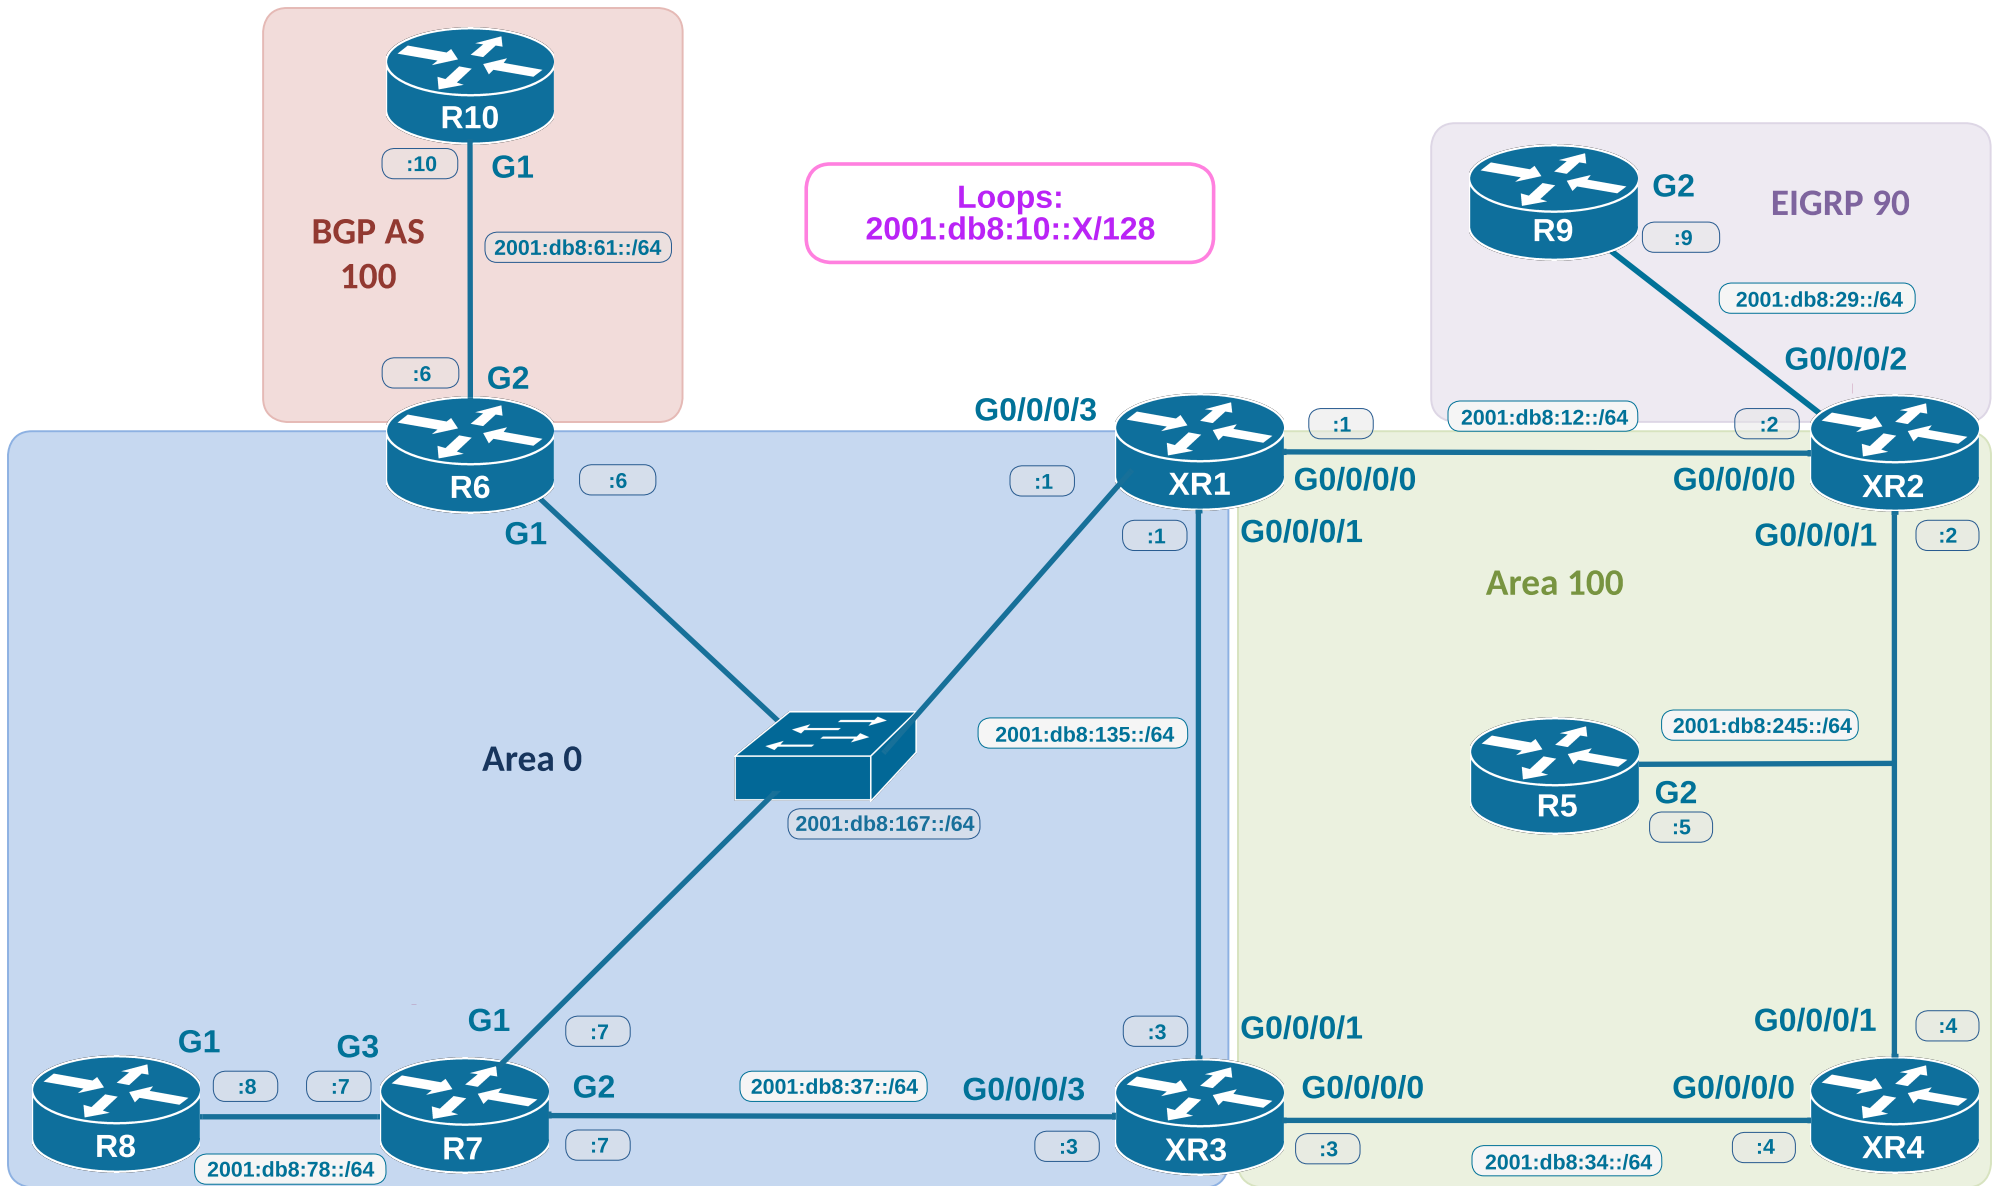 R10
:10
G1
BGP AS
100
2001:db8:61::/64
:6
G2
R6
:6
G1
Loops:
2001:db8:10::X/128
R9
G2
:9
EIGRP 90
2001:db8:29::/64
G0/0/0/2
G0/0/0/3
XR1
:1
2001:db8:12::/64
:2
XR2
:1
G0/0/0/0
G0/0/0/0
:1
G0/0/0/1
G0/0/0/1
:2
Area 100
Area 0
2001:db8:135::/64
2001:db8:167::/64
2001:db8:245::/64
R5
G2
:5
G1
G3
G1
:7
:3
G0/0/0/1
G0/0/0/1
:4
R8
:8
:7
R7
G2
2001:db8:37::/64
G0/0/0/3
XR3
G0/0/0/0
G0/0/0/0
XR4
2001:db8:78::/64
:7
:3
:3
2001:db8:34::/64
:4